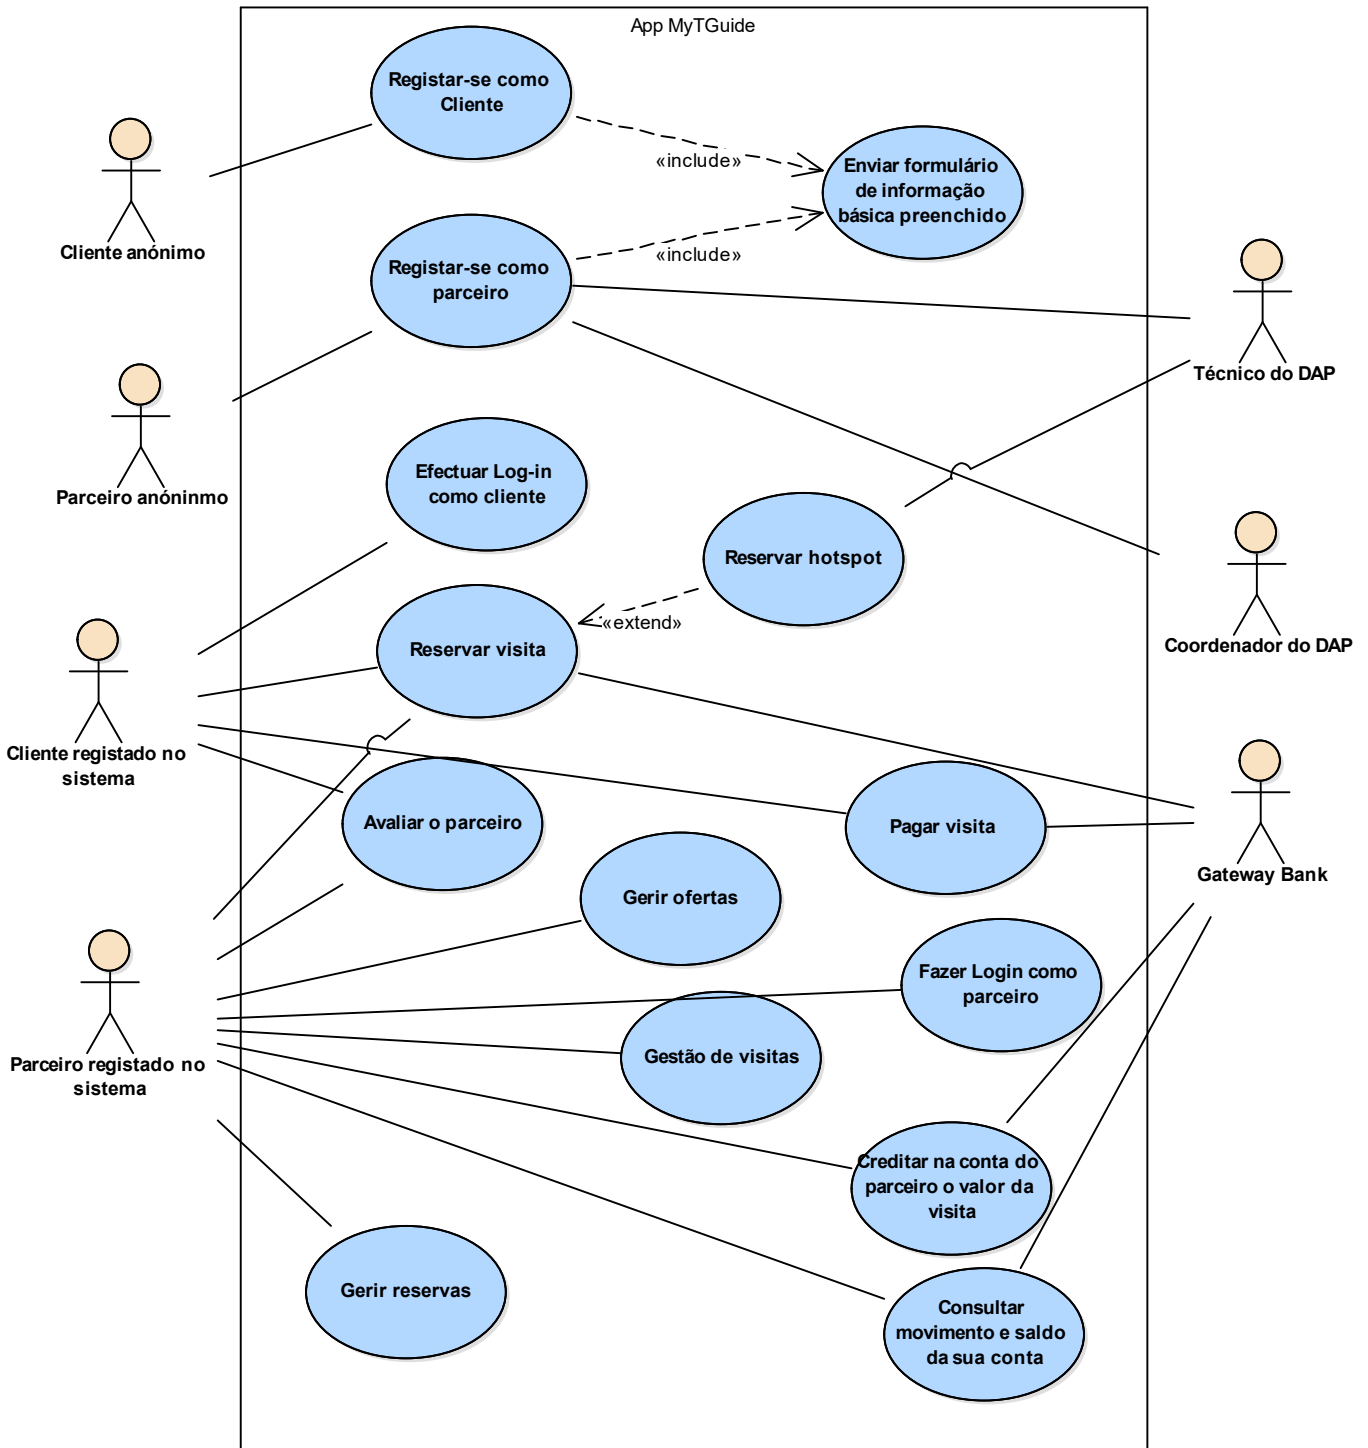 App MyTGuide
Registar-se como
Cliente
«include»
Enviar formulário
de informação
básica preenchido
Cliente anónimo
Registar-se como
parceiro
«include»
Técnico do DAP
Parceiro anóninmo
Efectuar Log-in
como cliente
Reservar hotspot
«extend»
Coordenador do DAP
Reservar visita
Cliente registado no
sistema
Avaliar o parceiro
Pagar visita
Gateway Bank
Gerir ofertas
Fazer Login como
parceiro
Gestão de visitas
Parceiro registado no
sistema
Creditar na conta do
parceiro o valor da
visita
Gerir reservas
Consultar
movimento e saldo
da sua conta